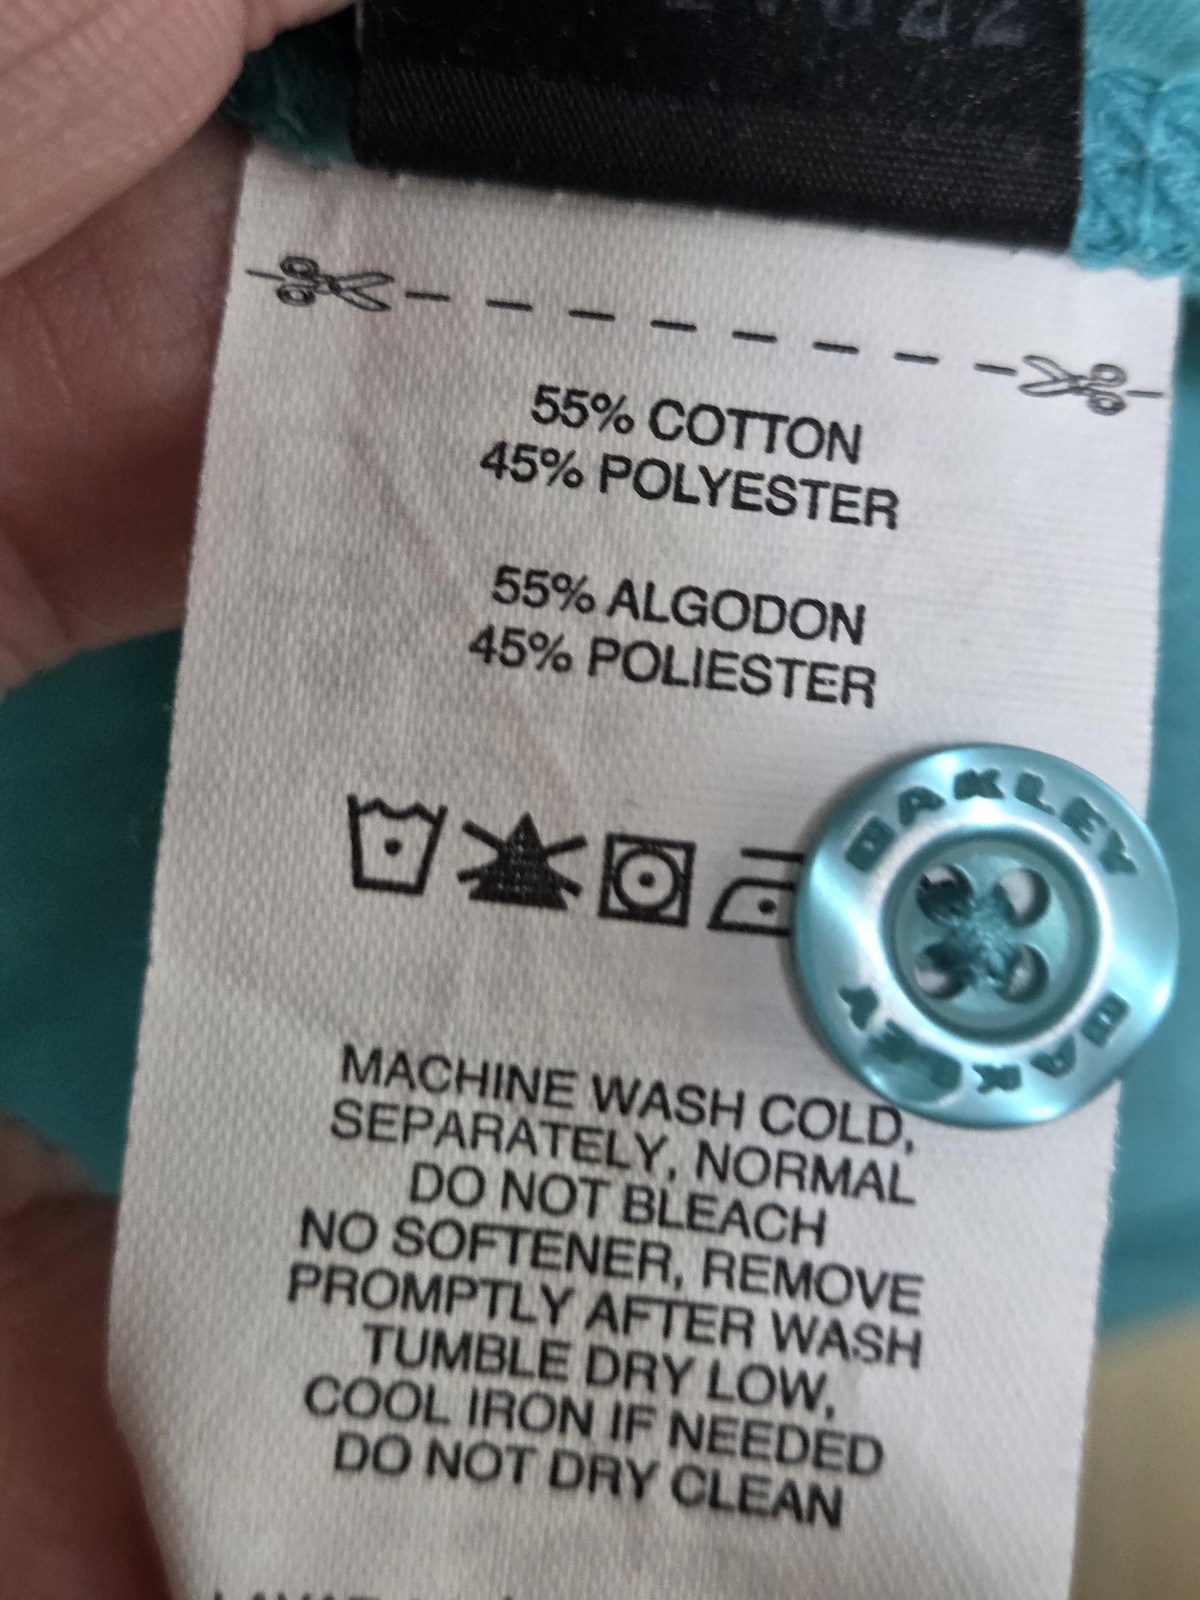 55% COTTON
45% POLYESTER
55% ALGODON
45% POLIESTER
OAKLEY
OAKLEY
MACHINE WASH COLD,
SEPARATELY, NORMAL
DO NOT BLEACH
NO SOFTENER, REMOVE
PROMPTLY AFTER WASH
TUMBLE DRY LOW,
COOL IRON IF NEEDED
DO NOT DRY CLEAN